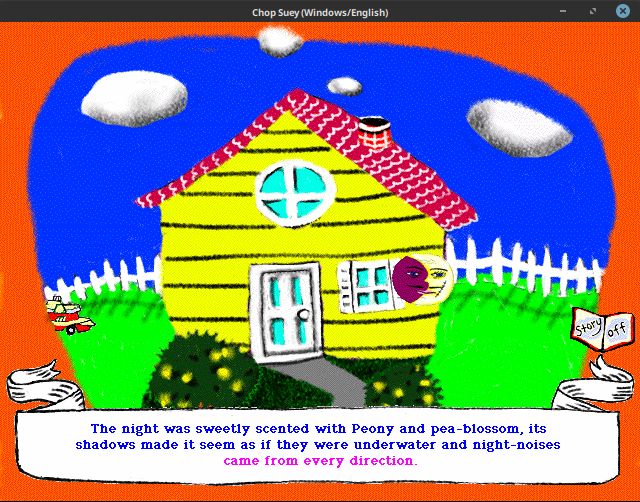 Chop Suey (Windows/English)
Story off
The night was sweetly scented with Peony and pea-blossom, its
shadows made it seem as if they were underwater and night-noises
came from every direction.